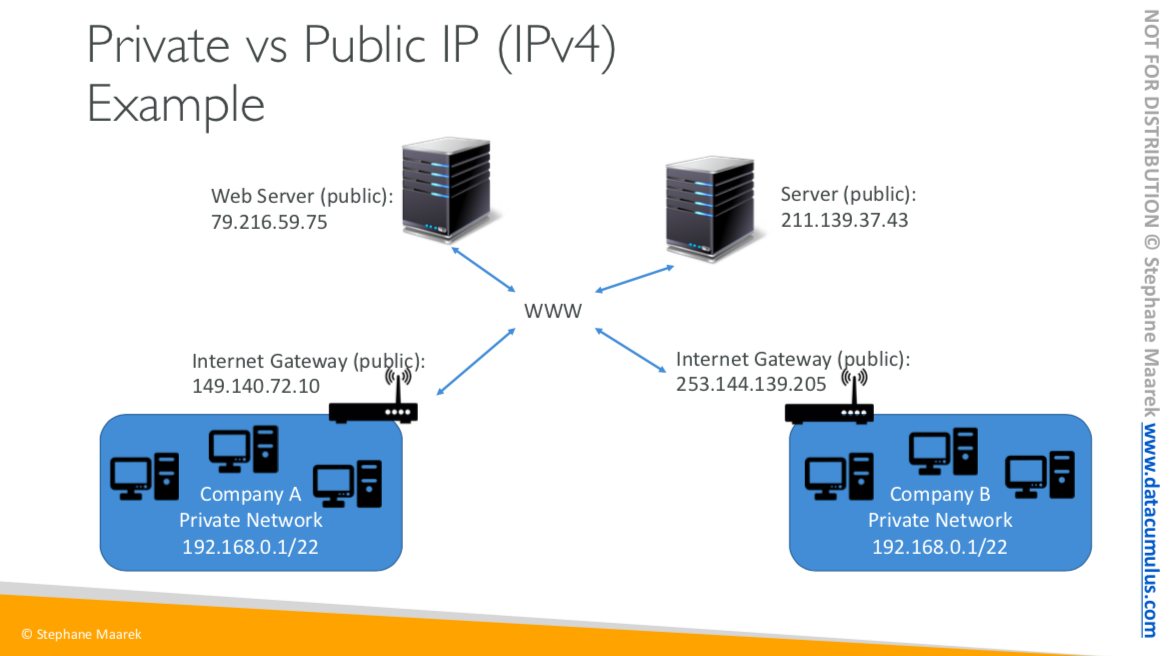 Private vs Public IP (IPv4)
Example
Web Server (public):
79.216.59.75
Server (public):
211.139.37.43
WWW
Internet Gateway (public):
149.140.72.10
Internet Gateway (public):
253.144.139.205
Company A
Private Network
192.168.0.1/22
Company B
Private Network
192.168.0.1/22
© Stephane Maarek
NOT FOR DISTRIBUTION © Stephane Maarek www.datacumulus.com